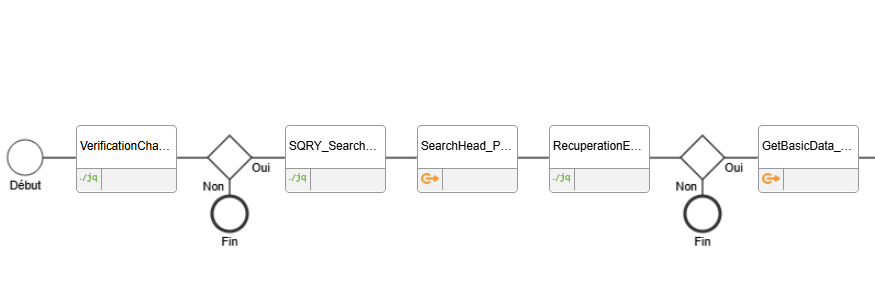 VerificationCha...
SQRY_Search...
SearchHead_P...
RecuperationE...
GetBasicData_...
Oui
Oui
./jq
./jq
./jq
Début
Non
Non
Fin
Fin